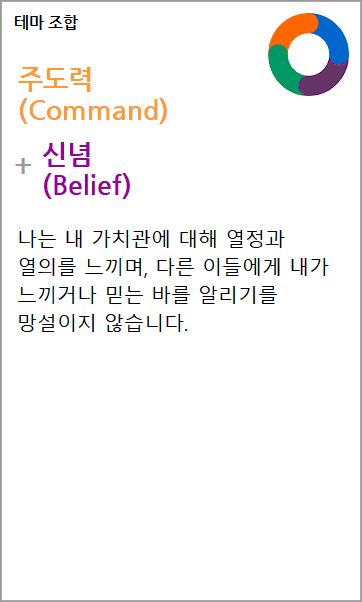 테마 조합
주도력
(Command)
+ 신념
(Belief)
나는 내 가치관에 대해 열정과
열의를 느끼며, 다른 이들에게 내가
느끼거나 믿는 바를 알리기를
망설이지 않습니다.